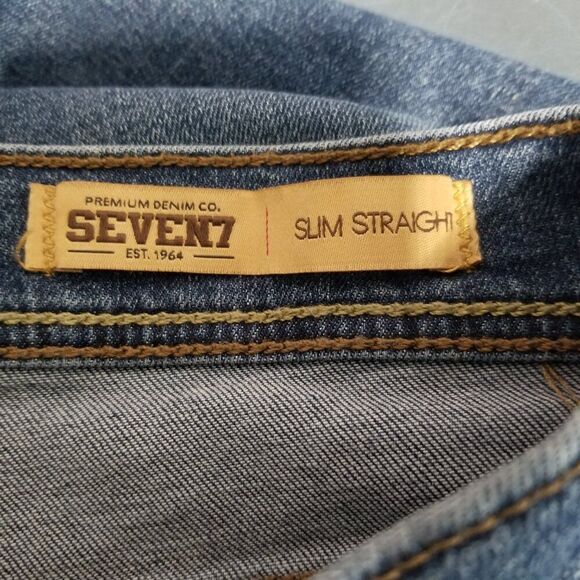 PREMIUM DENIM CO.
SEVEN7
EST. 1964
SLIM STRAIGHT